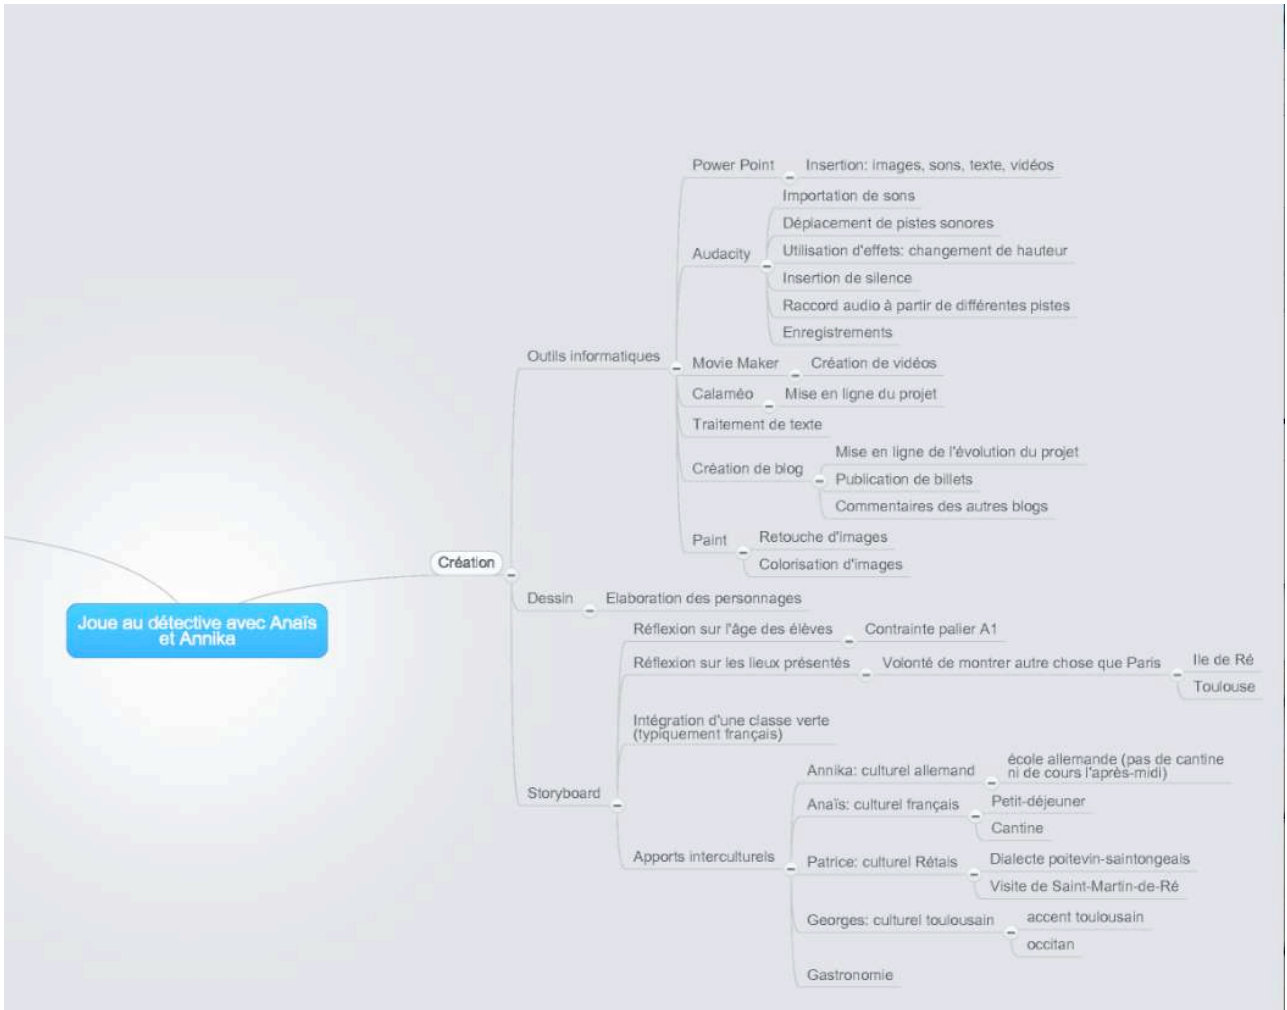 Power Point
Insertion: images, sons, texte, vidéos
Importation de sons
Déplacement de pistes sonores
Audacity
Utilisation d'effets: changement de hauteur
Insertion de silence
Raccord audio à partir de différentes pistes
Enregistrements
Outils informatiques
Movie Maker
Création de vidéos
Calaméo
Mise en ligne du projet
Traitement de texte
Création de blog
Mise en ligne de l'évolution du projet
Publication de billets
Commentaires des autres blogs
Paint
Retouche d'images
Colorisation d'images
Création
Joue au détective avec Anaïs
et Annika
Dessin
Elaboration des personnages
Réflexion sur l'âge des élèves
Contrainte palier A1
Réflexion sur les lieux présentés
Volonté de montrer autre chose que Paris
Ile de Ré
Toulouse
Intégration d'une classe verte
(typiquement français)
Storyboard
Apports interculturels
Annika: culturel allemand
école allemande (pas de cantine
ni de cours l'après-midi)
Anaïs: culturel français
Petit-déjeuner
Cantine
Patrice: culturel Rétais
Dialecte poitevin-saintongeais
Visite de Saint-Martin-de-Ré
Georges: culturel toulousain
accent toulousain
occitan
Gastronomie